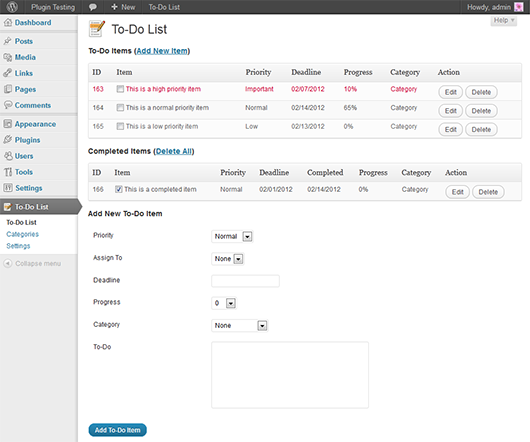 Plugin Testing New To-Do List Howdy, admin
Help
Dashboard
Posts
Media
Links
Pages
Comments
Appearance
Plugins
Users
Tools
Settings
To-Do List
To-Do List
Categories
Settings
Collapse menu
To-Do List
To-Do Items (Add New Item)
ID Item Priority Deadline Progress Category Action
163 This is a high priority item Important 02/07/2012 10% Category Edit Delete
164 This is a normal priority item Normal 02/14/2012 65% Category Edit Delete
165 This is a low priority item Low 02/13/2012 0% Category Edit Delete
Completed Items (Delete All)
ID Item Priority Deadline Completed Progress Category Action
166 This is a completed item Normal 02/01/2012 02/14/2012 0% Category Edit Delete
Add New To-Do Item
Priority Normal
Assign To None
Deadline
Progress 0
Category None
To-Do
Add To-Do Item